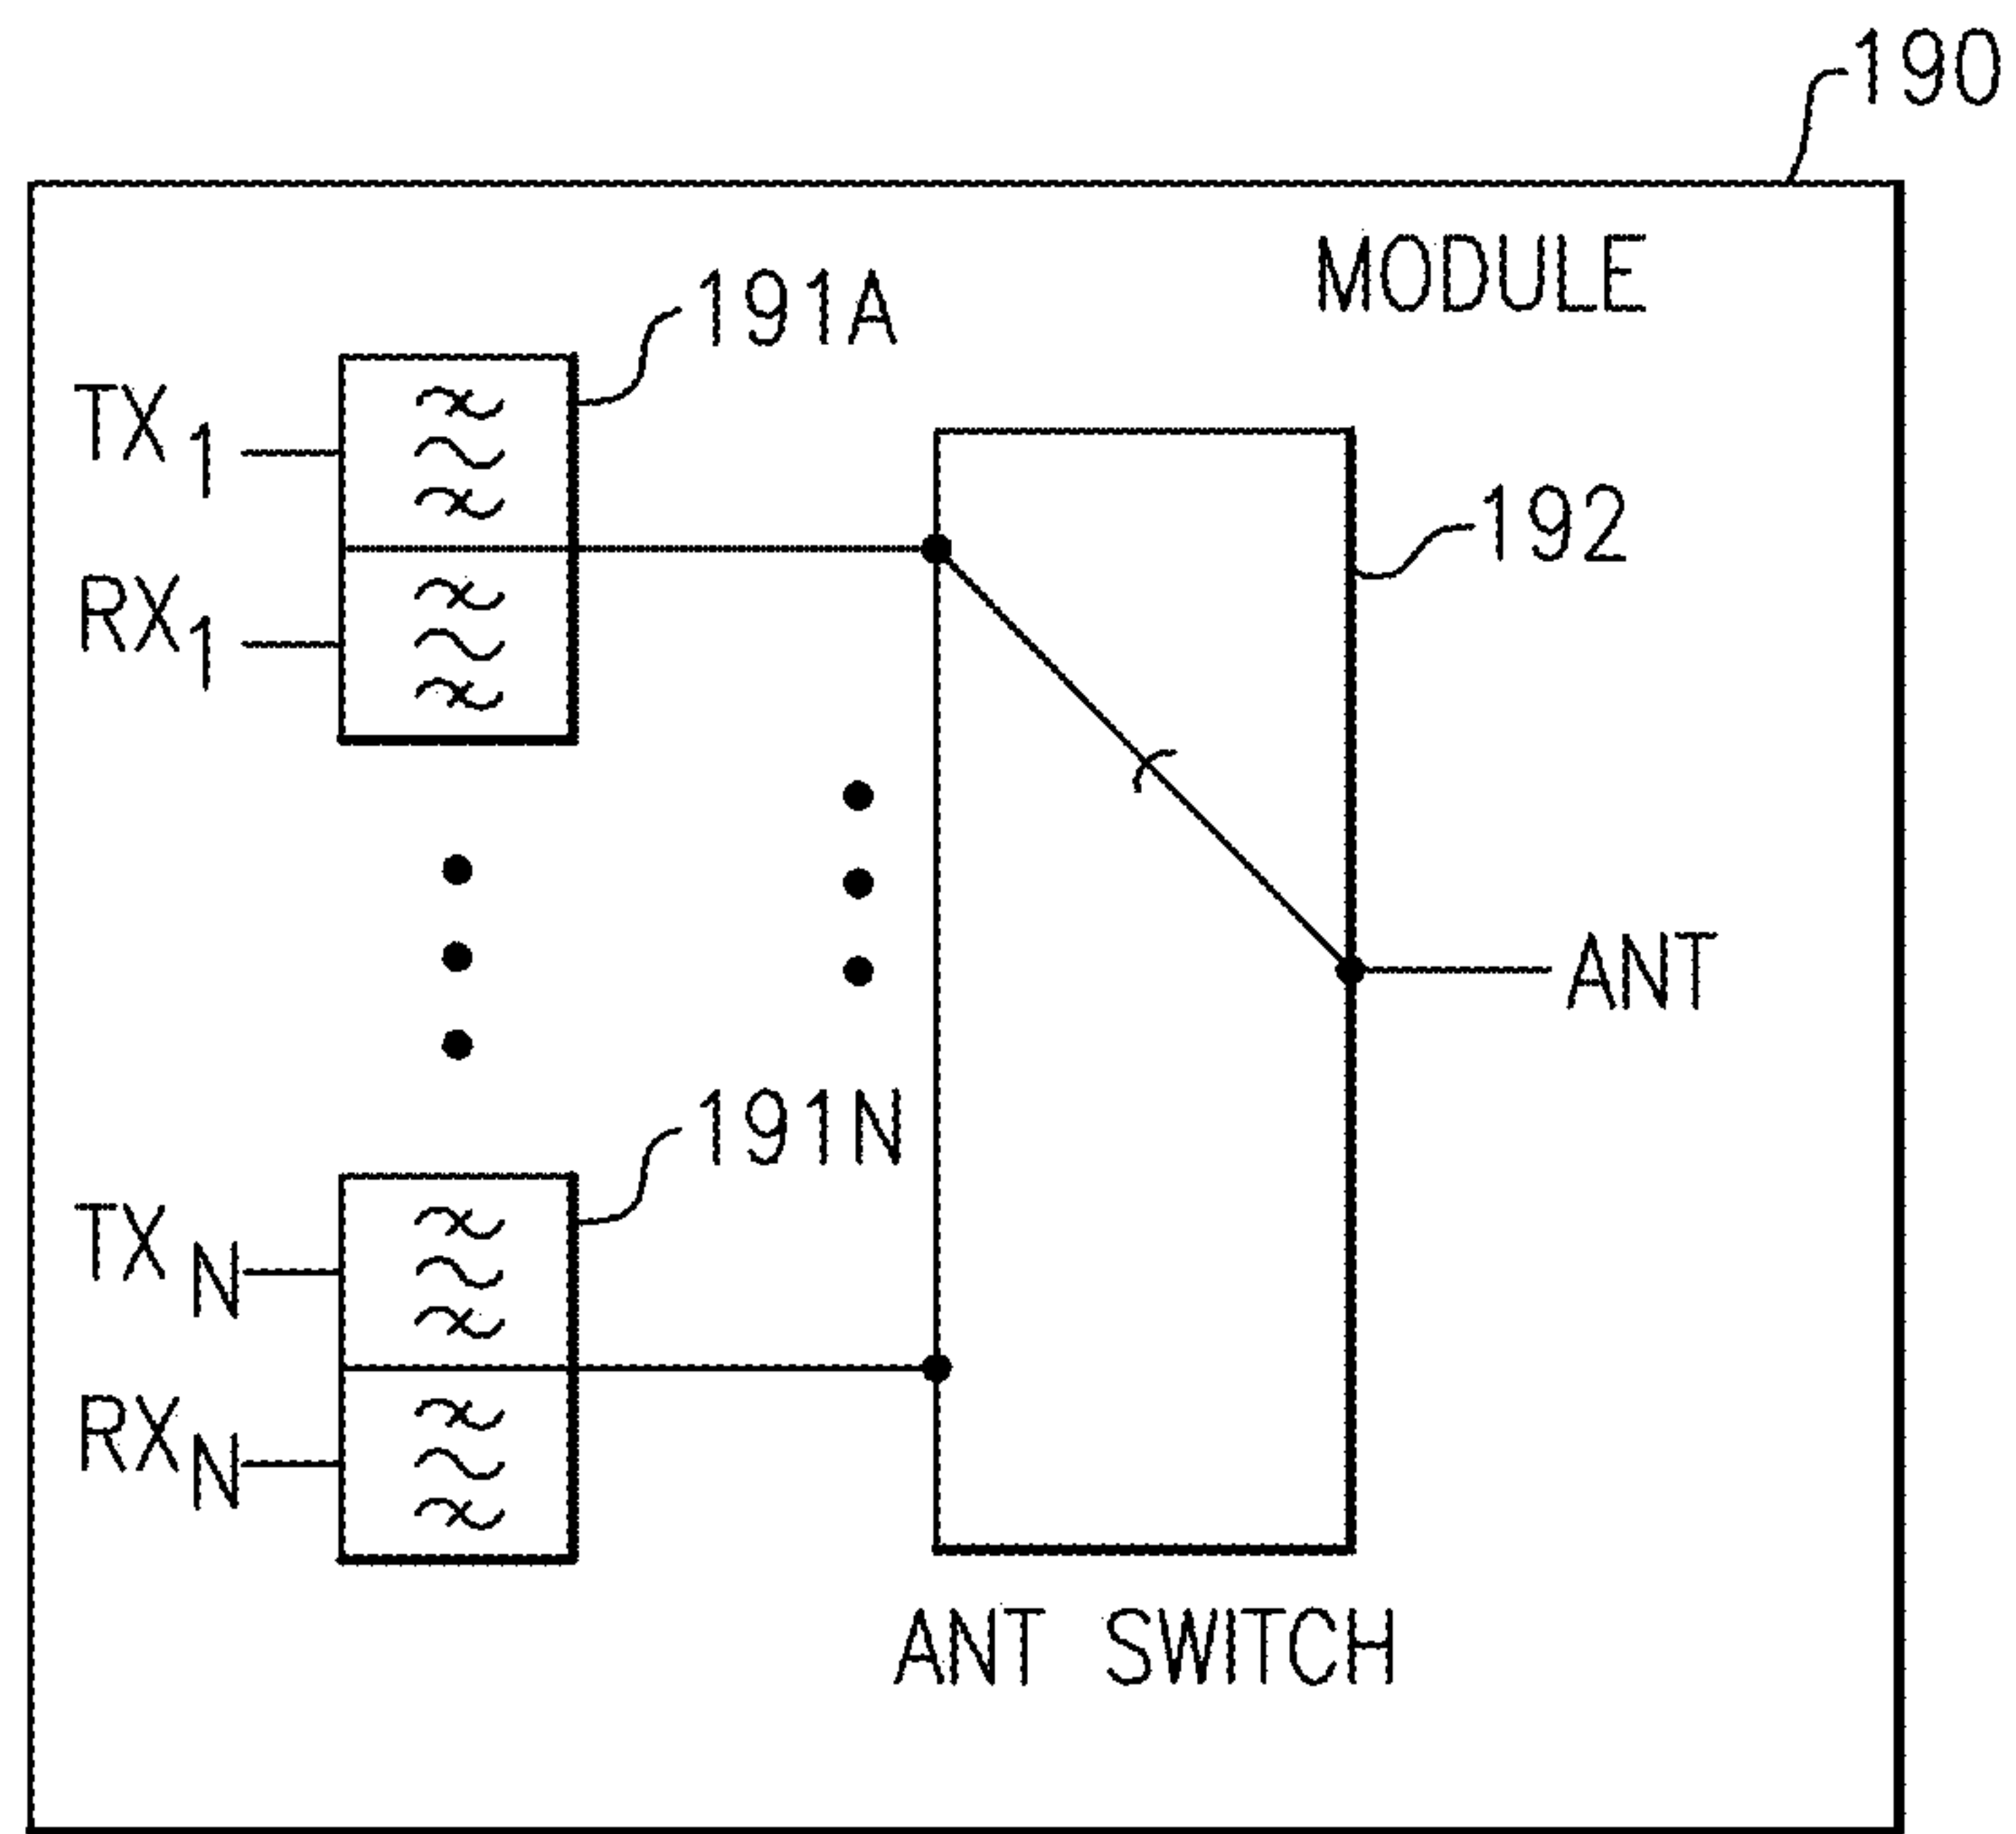 190
MODULE
191A
TX1
RX1
192
ANT
191N
TXN
RXN
ANT SWITCH